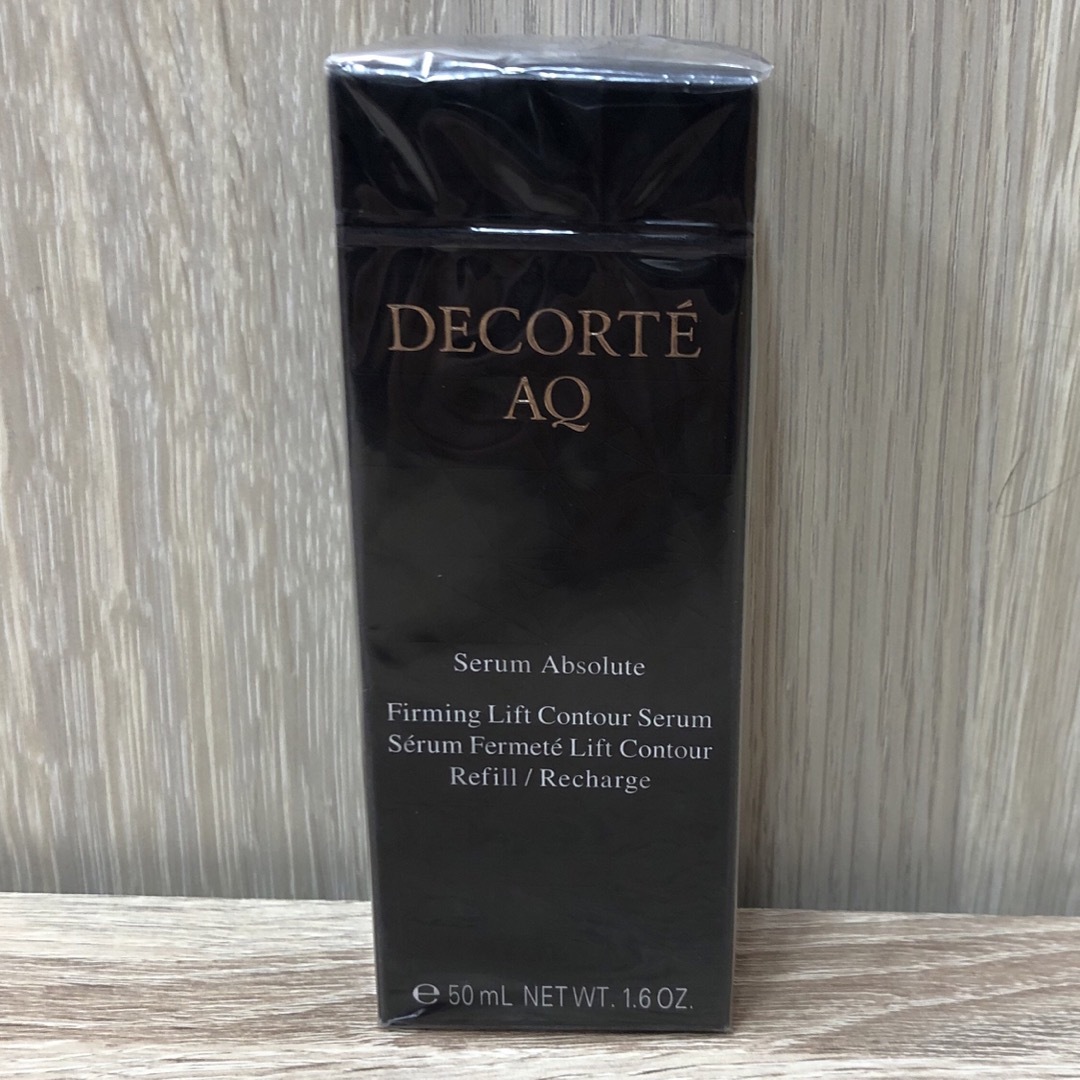 DECORTÉ
AQ
Serum Absolute
Firming Lift Contour Serum
Sérum Fermeté Lift Contour
Refill / Recharge
℮ 50 mL NET WT. 1.6 OZ.